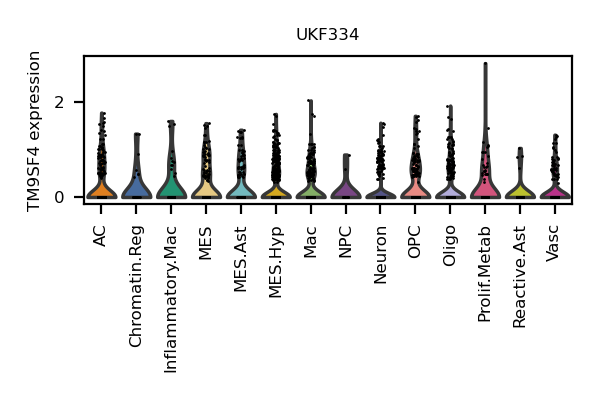 UKF334
TM9SF4 expression
2
0
AC
Chromatin.Reg
Inflammatory.Mac
MES
MES.Ast
MES.Hyp
Mac
NPC
Neuron
OPC
Oligo
Prolif.Metab
Reactive.Ast
Vasc